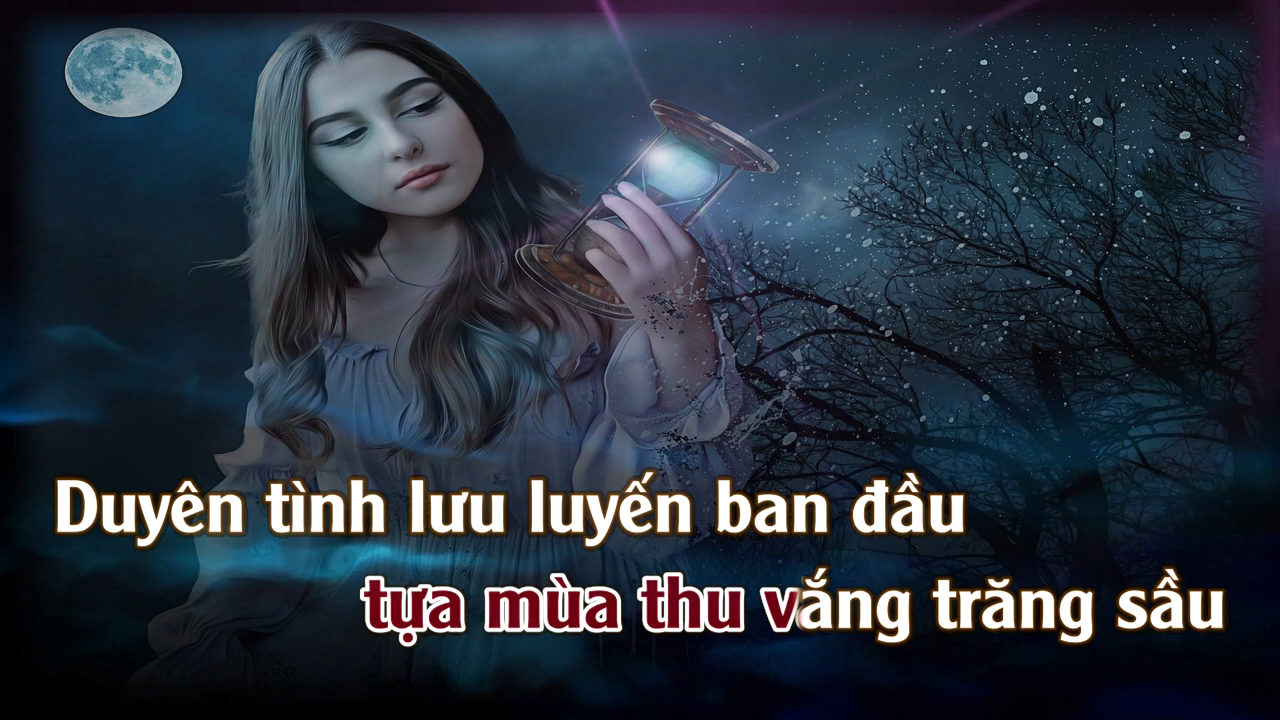 Duyên tình lưu luyến ban đầu
tựa mùa thu vắng trăng sầu